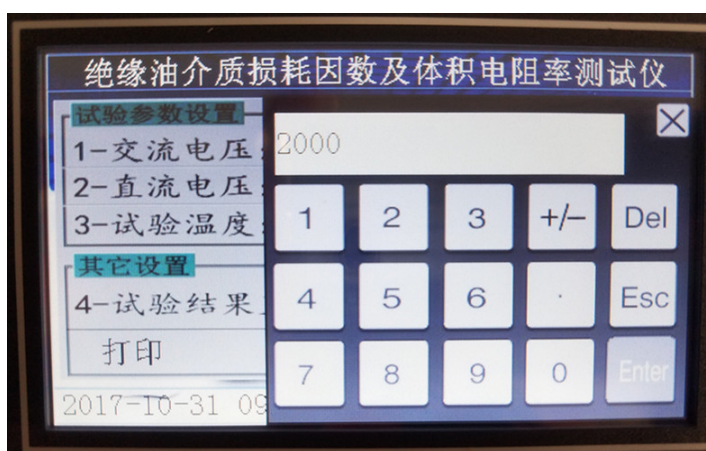 绝缘油介质损耗因数及体积电阻率测试仪
试验参数设置
1-交流电压:
2-直流电压:
3-试验温度:
其它设置
4-试验结果
打印
2017-10-31 09
2000
1 2 3 +/- Del
4 5 6 . Esc
7 8 9 0 Enter